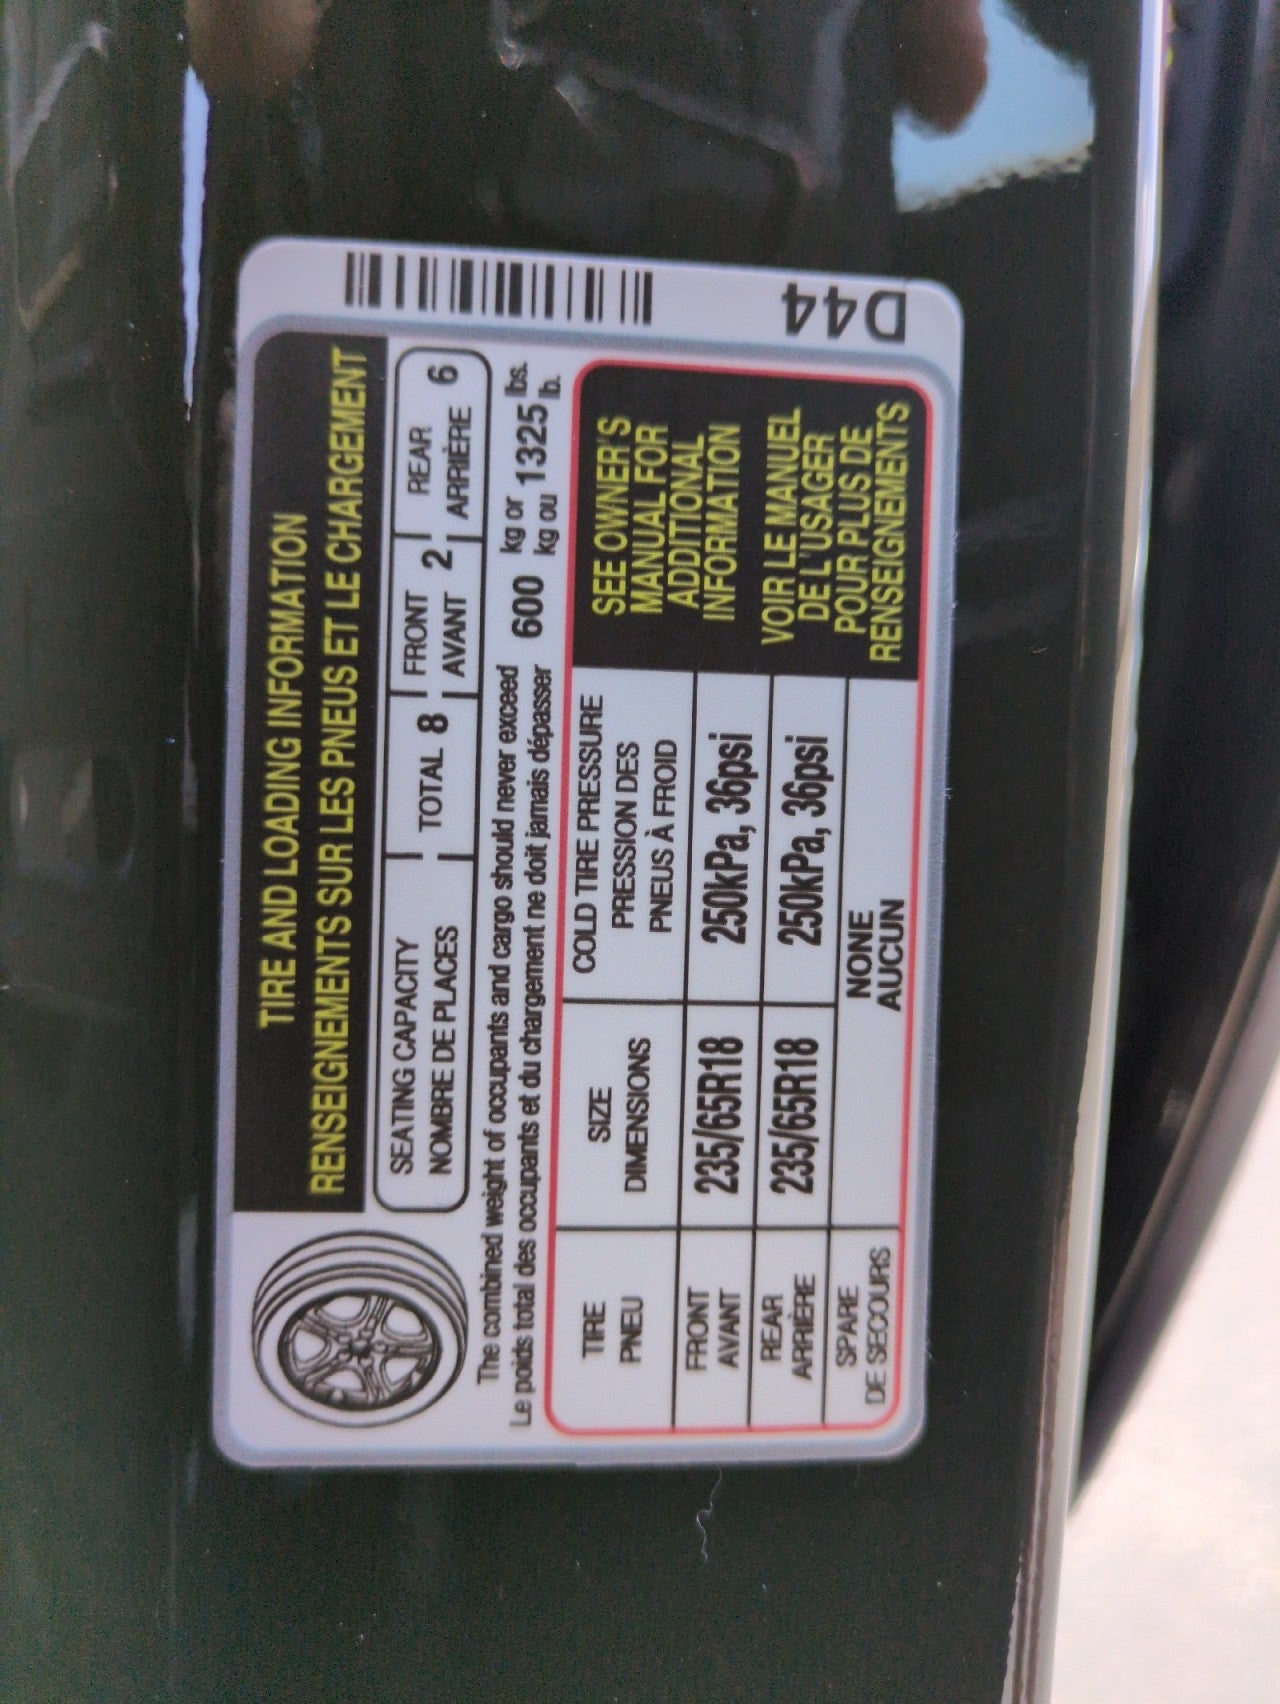 TIRE AND LOADING INFORMATION
RENSEIGNEMENTS SUR LES PNEUS ET LE CHARGEMENT
SEATING CAPACITY
NOMBRE DE PLACES
TOTAL 8
FRONT
AVANT 2
REAR
ARRIÈRE 6
The combined weight of occupants and cargo should never exceed 600 kg or 1325 lbs.
Le poids total des occupants et du chargement ne doit jamais dépasser kg ou lb.
TIRE
PNEU
SIZE
DIMENSIONS
COLD TIRE PRESSURE
PRESSION DES
PNEUS À FROID
FRONT
AVANT
235/65R18
250kPa, 36psi
REAR
ARRIÈRE
235/65R18
250kPa, 36psi
SPARE
DE SECOURS
NONE
AUCUN
SEE OWNER'S
MANUAL FOR
ADDITIONAL
INFORMATION
VOIR LE MANUEL
DE L'USAGER
POUR PLUS DE
RENSEIGNEMENTS
D44